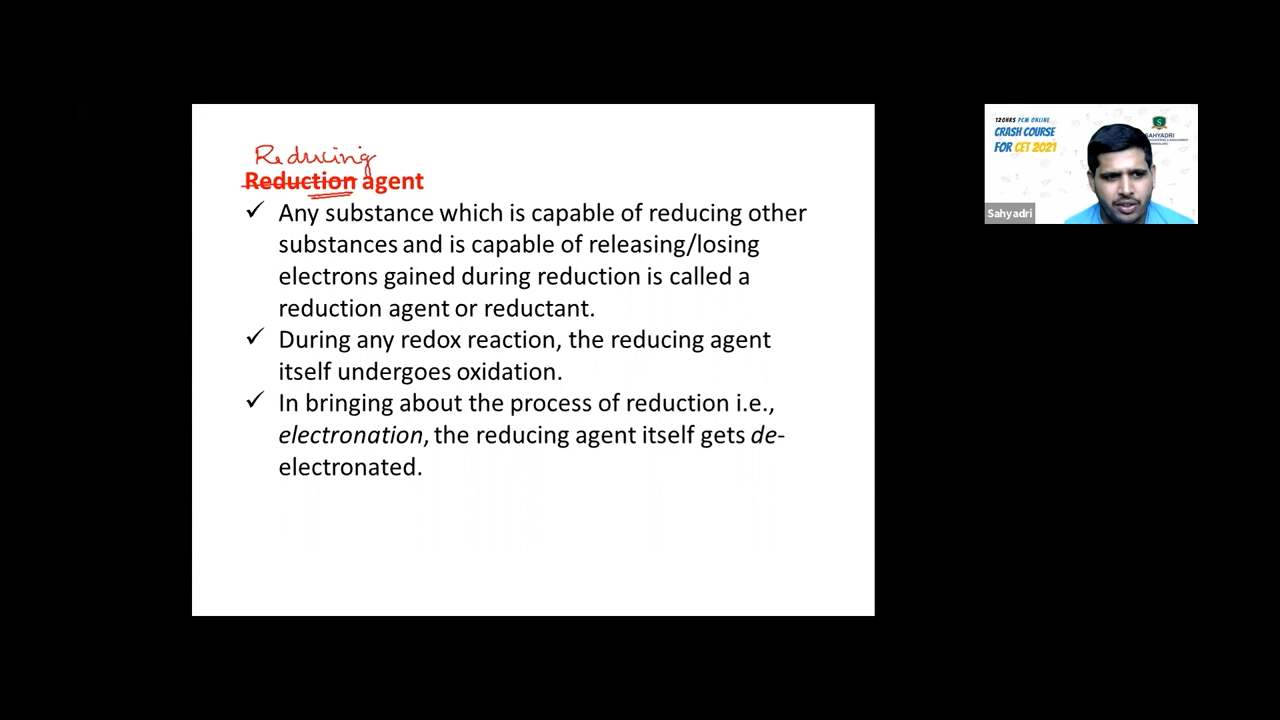 Reducing
Reduction agent
✓ Any substance which is capable of reducing other
substances and is capable of releasing/losing
electrons gained during reduction is called a
reduction agent or reductant.
✓ During any redox reaction, the reducing agent
itself undergoes oxidation.
✓ In bringing about the process of reduction i.e.,
electronation, the reducing agent itself gets de-
electronated.
120HRS PCM ONLINE
CRASH COURSE
FOR CET 2021
SAHYADRI
Sahyadri